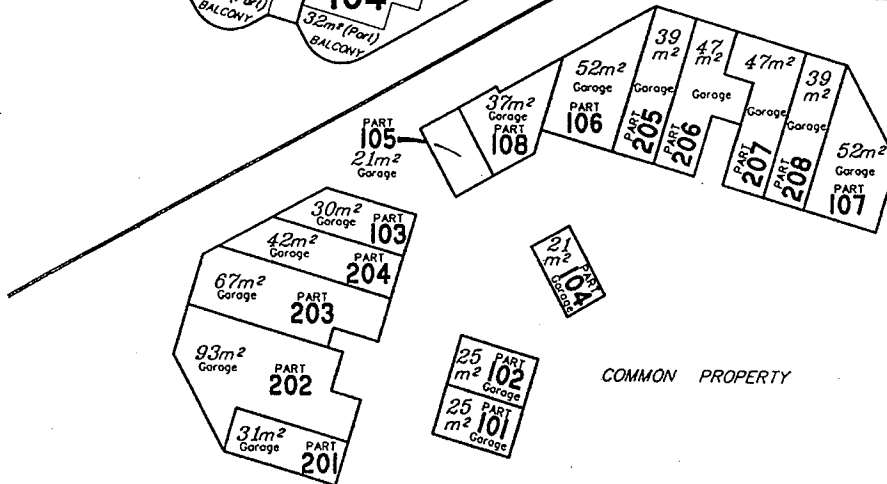 BALCONY
104
32m² (Part)
BALCONY
39
m²
Garage
PART
205
47
m²
Garage
PART
206
47m²
Garage
PART
207
39
m²
Garage
PART
208
52m²
Garage
PART
106
37m²
Garage
PART
108
PART
105
21m²
Garage
52m²
Garage
PART
107
30m²
Garage
PART
103
42m²
Garage
PART
204
67m²
Garage
PART
203
93m²
Garage
PART
202
31m²
Garage
PART
201
21
m²
PART
104
Garage
25
m²
PART
102
Garage
25
m²
PART
101
Garage
COMMON PROPERTY